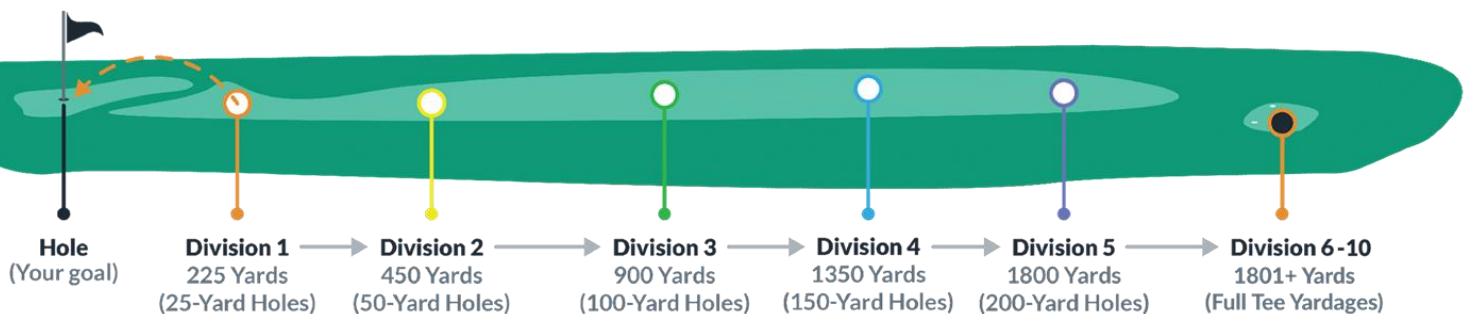 Hole
(Your goal)
Division 1
225 Yards
(25-Yard Holes)
Division 2
450 Yards
(50-Yard Holes)
Division 3
900 Yards
(100-Yard Holes)
Division 4
1350 Yards
(150-Yard Holes)
Division 5
1800 Yards
(200-Yard Holes)
Division 6-10
1801+ Yards
(Full Tee Yardages)